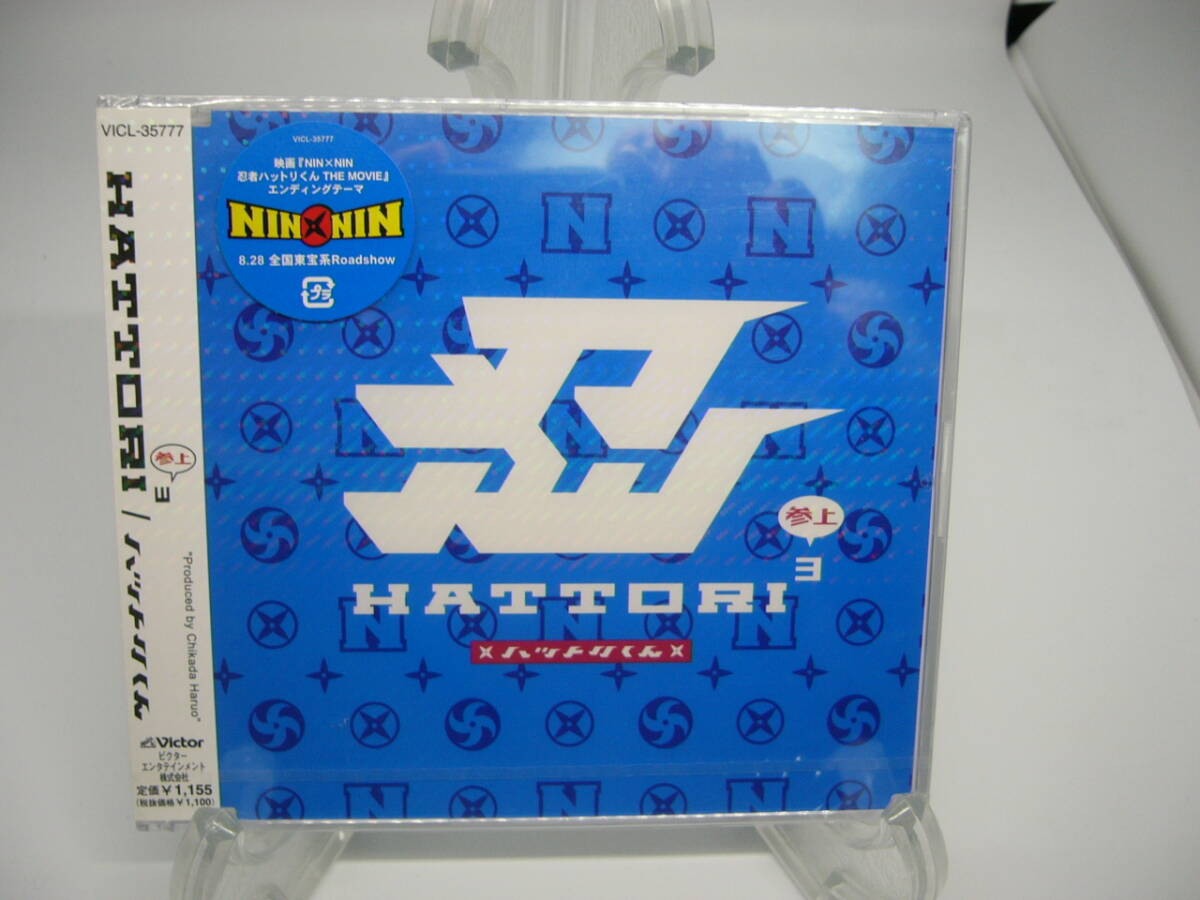 VICL-35777
HATTORI 3 / ハットリくん
参上
"Produced by Chikada Haruo"
Victor
ビクター
エンタテインメント
株式会社
定価¥1,155
(税抜価格¥1,100)
VICL-35777
映画『NIN×NIN
忍者ハットリくん THE MOVIE』
エンディングテーマ
NIN×NIN
8.28 全国東宝系Roadshow
プラ
忍
参上
HATTORI3
ハットリくん